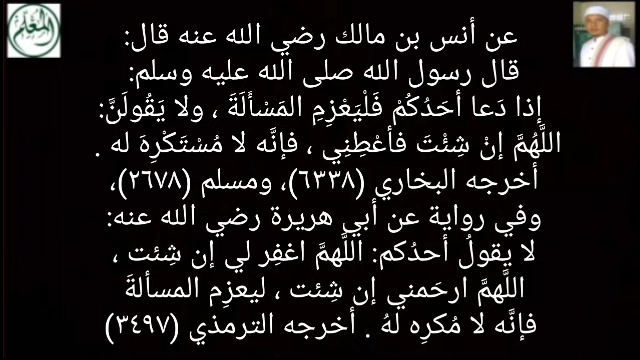 المعلم
عن أنس بن مالك رضي الله عنه قال:
قال رسول الله صلى الله عليه وسلم:
إذا دَعا أحَدُكُمْ فَلْيَعْزِمِ المَسْأَلَةَ ، ولا يَقُولَنَّ:
اللَّهُمَّ إنْ شِئْتَ فأعْطِنِي ، فإنَّه لا مُسْتَكْرِهَ له .
أخرجه البخاري (٦٣٣٨)، ومسلم (٢٦٧٨)،
وفي رواية عن أبي هريرة رضي الله عنه:
لا يقولُ أحدُكم: اللَّهمَّ اغفِر لي إن شِئت ،
اللَّهمَّ ارحَمني إن شِئت ، ليعزِم المسألةَ
فإنَّه لا مُكرِه لهُ . أخرجه الترمذي (٣٤٩٧)